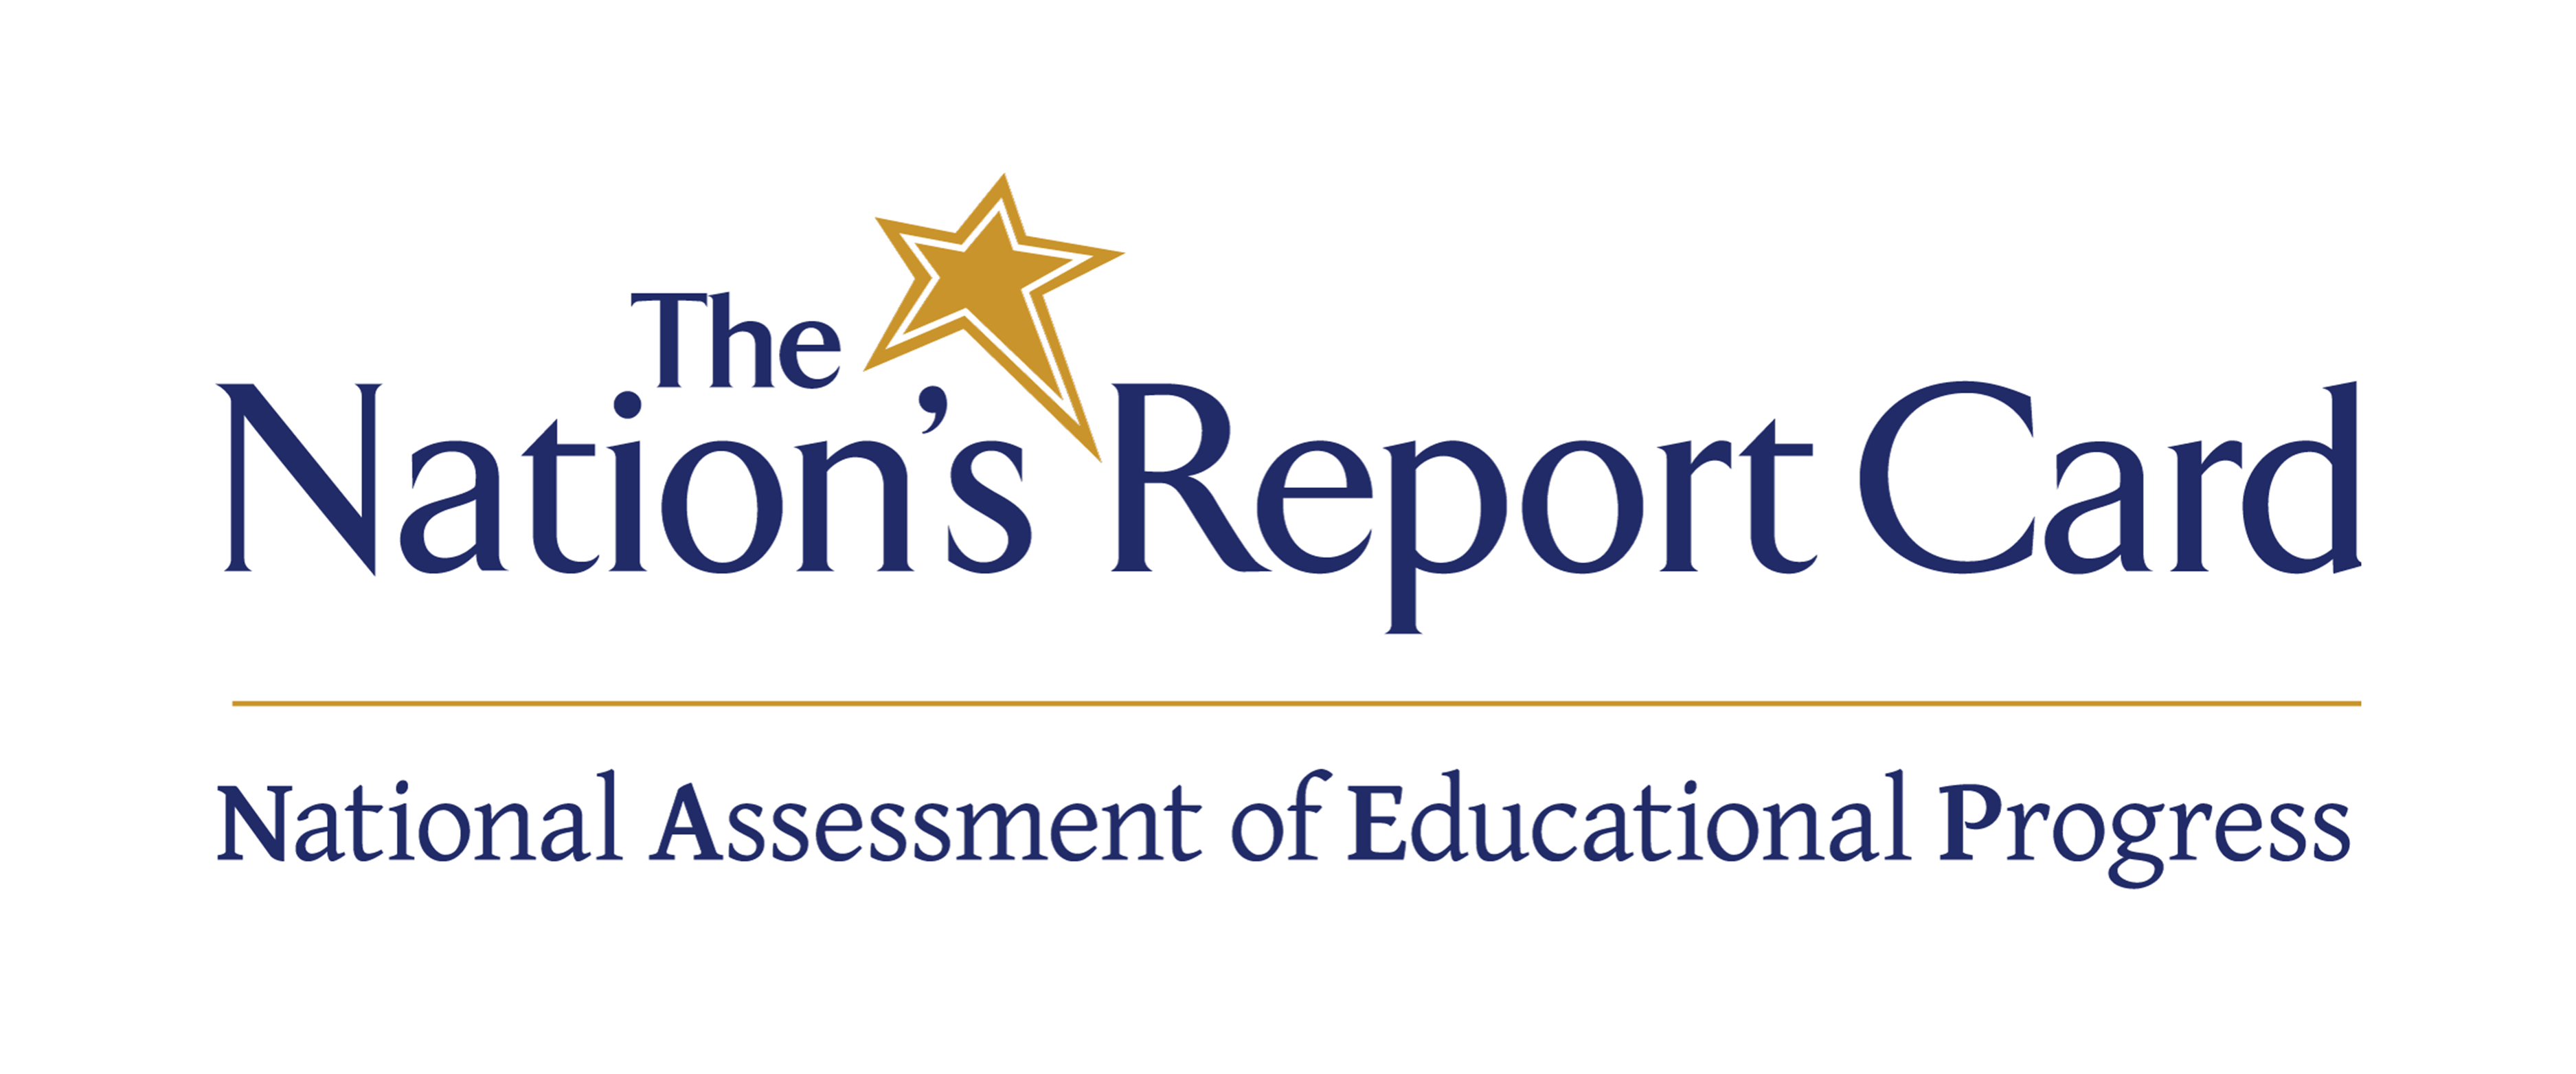 The
Nation’s Report Card
National Assessment of Educational Progress